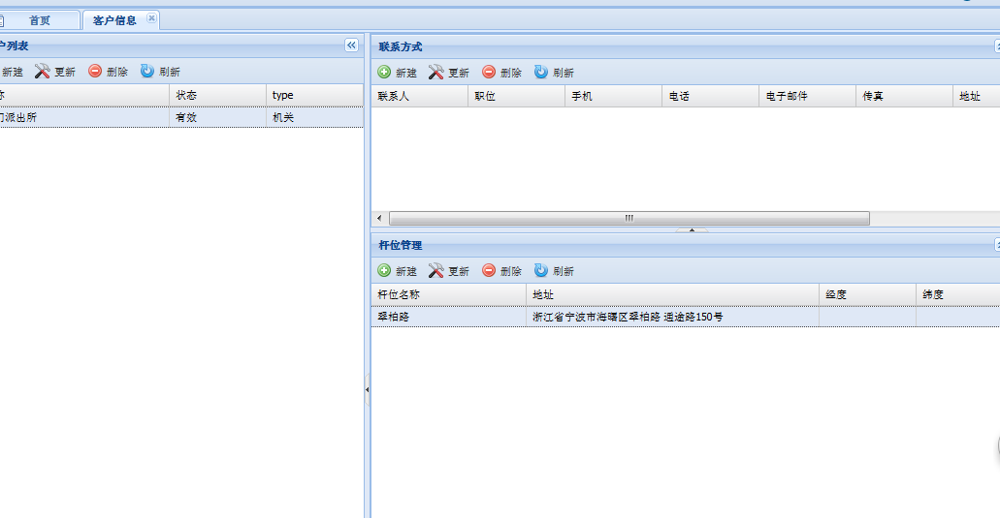 首页 客户信息
户列表
新建 更新 删除 刷新
称 状态 type
门派出所 有效 机关
联系方式
新建 更新 删除 刷新
联系人 职位 手机 电话 电子邮件 传真 地址
杆位管理
新建 更新 删除 刷新
杆位名称 地址 经度 纬度
翠柏路 浙江省宁波市海曙区翠柏路 通途路150号